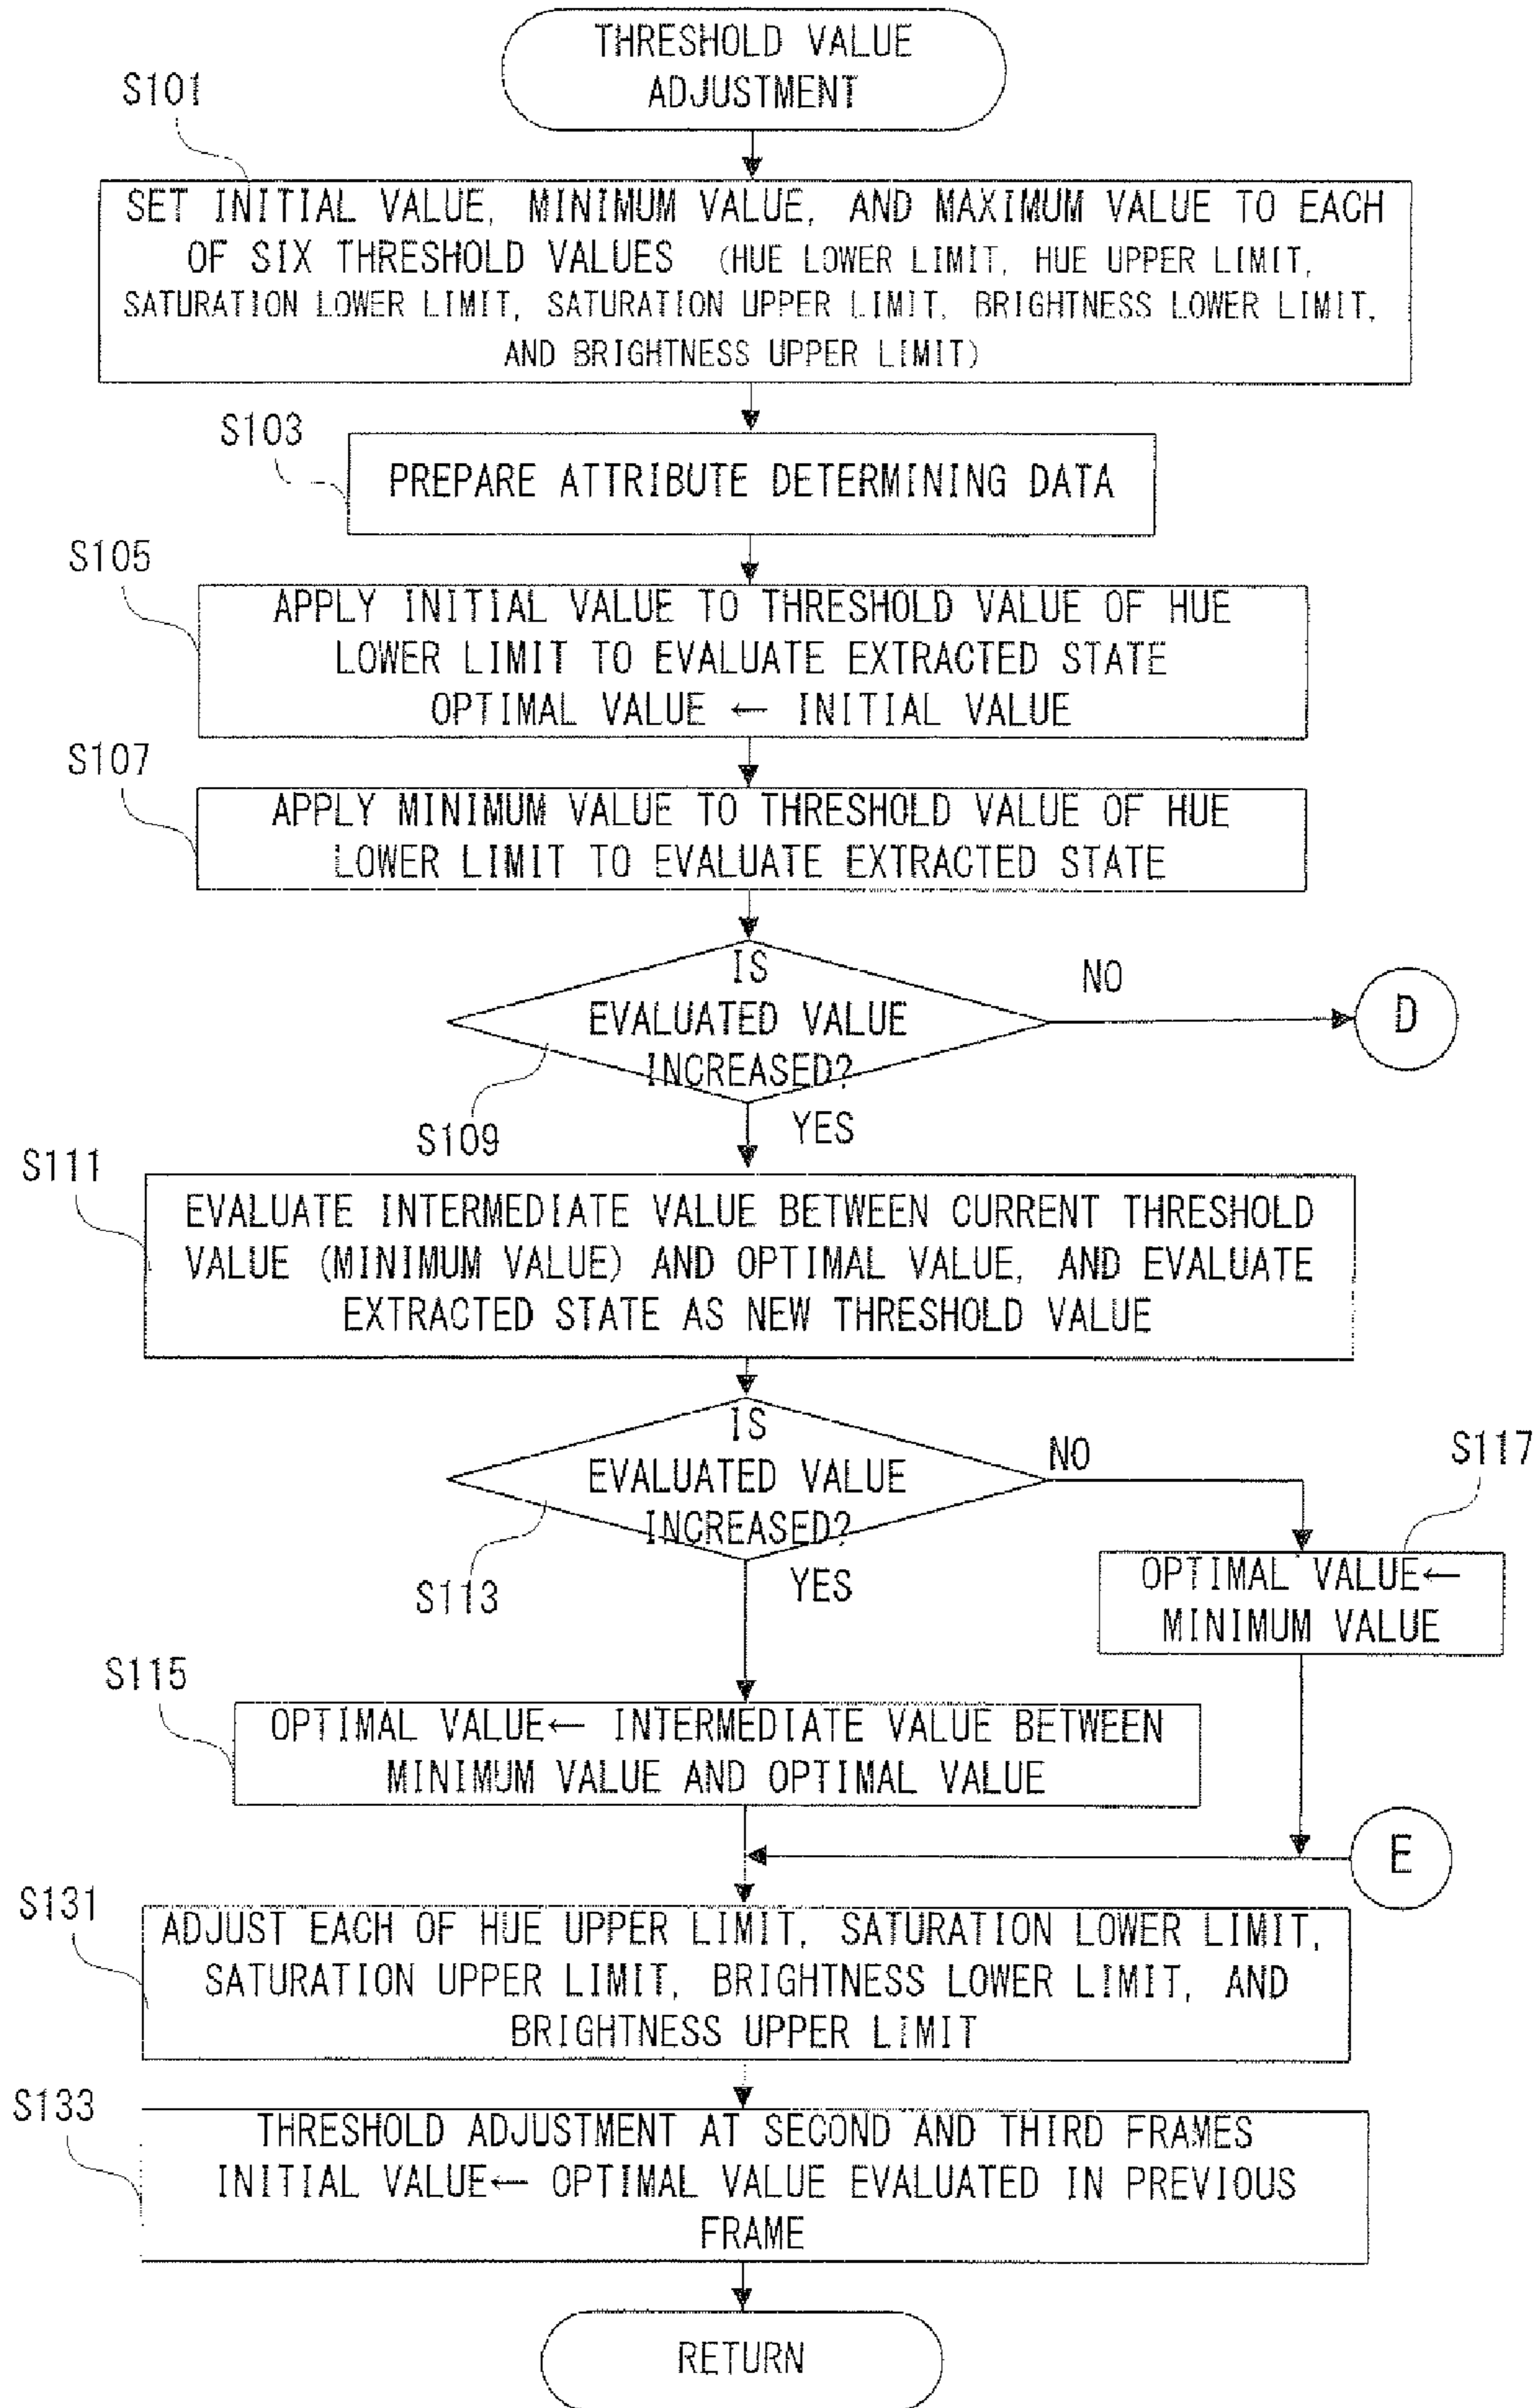 THRESHOLD VALUE
ADJUSTMENT
S101
SET INITIAL VALUE, MINIMUM VALUE, AND MAXIMUM VALUE TO EACH
OF SIX THRESHOLD VALUES (HUE LOWER LIMIT, HUE UPPER LIMIT,
SATURATION LOWER LIMIT, SATURATION UPPER LIMIT, BRIGHTNESS LOWER LIMIT,
AND BRIGHTNESS UPPER LIMIT)
S103
PREPARE ATTRIBUTE DETERMINING DATA
S105
APPLY INITIAL VALUE TO THRESHOLD VALUE OF HUE
LOWER LIMIT TO EVALUATE EXTRACTED STATE
OPTIMAL VALUE ← INITIAL VALUE
S107
APPLY MINIMUM VALUE TO THRESHOLD VALUE OF HUE
LOWER LIMIT TO EVALUATE EXTRACTED STATE
IS
EVALUATED VALUE
INCREASED?
NO
D
S109
YES
S111
EVALUATE INTERMEDIATE VALUE BETWEEN CURRENT THRESHOLD
VALUE (MINIMUM VALUE) AND OPTIMAL VALUE, AND EVALUATE
EXTRACTED STATE AS NEW THRESHOLD VALUE
IS
EVALUATED VALUE
INCREASED?
NO
S117
S113
YES
OPTIMAL VALUE←
MINIMUM VALUE
S115
OPTIMAL VALUE← INTERMEDIATE VALUE BETWEEN
MINIMUM VALUE AND OPTIMAL VALUE
E
S131
ADJUST EACH OF HUE UPPER LIMIT, SATURATION LOWER LIMIT,
SATURATION UPPER LIMIT, BRIGHTNESS LOWER LIMIT, AND
BRIGHTNESS UPPER LIMIT
S133
THRESHOLD ADJUSTMENT AT SECOND AND THIRD FRAMES
INITIAL VALUE← OPTIMAL VALUE EVALUATED IN PREVIOUS
FRAME
RETURN